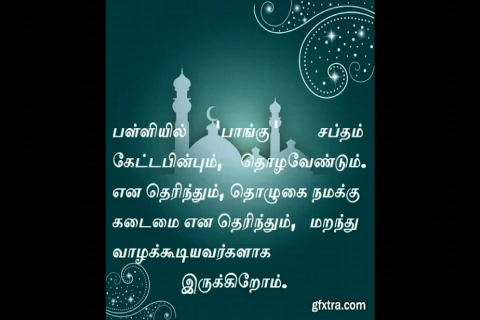 பள்ளியில் 'பாங்கு' சப்தம்
கேட்டபின்பும், தொழவேண்டும்.
என தெரிந்தும், தொழுகை நமக்கு
கடைமை என தெரிந்தும், மறந்து
வாழக்கூடியவர்களாக
இருக்கிறோம்.
gfxtra.com